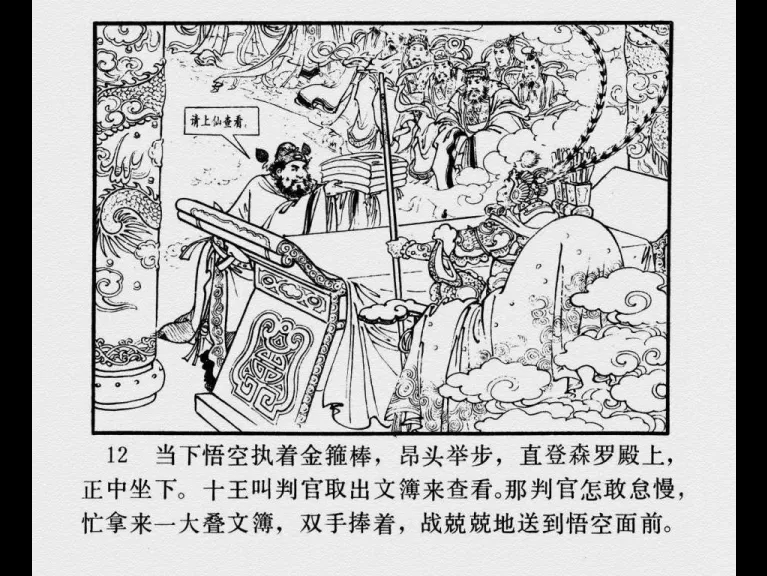 请上仙查看。
12 当下悟空执着金箍棒，昂头举步，直登森罗殿上，
正中坐下。十王叫判官取出文簿来查看。那判官怎敢怠慢，
忙拿来一大叠文簿，双手捧着，战兢兢地送到悟空面前。